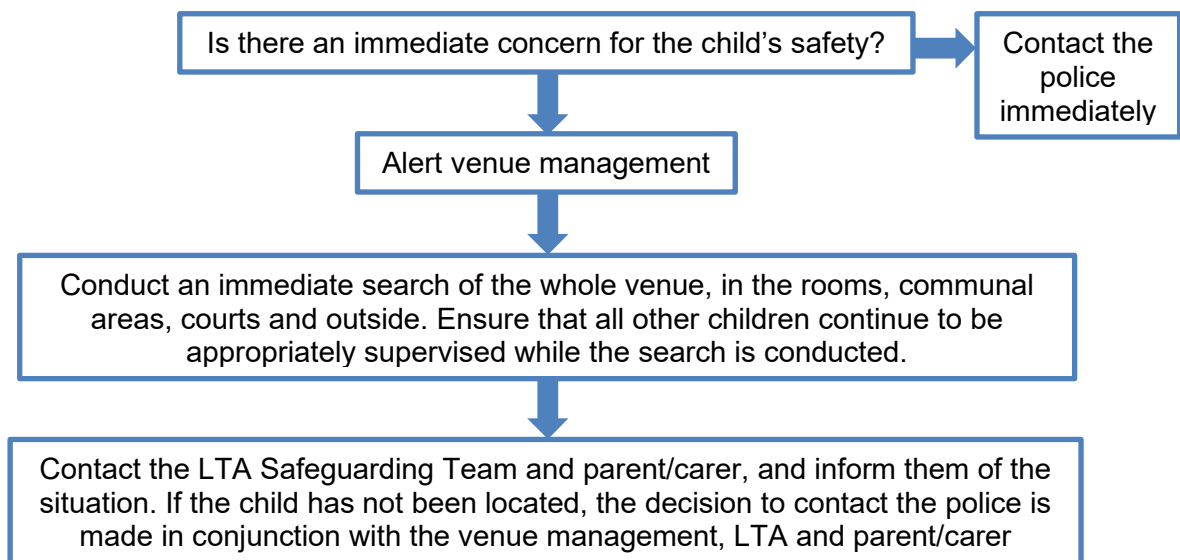 Is there an immediate concern for the child’s safety?
Contact the
police
immediately
Alert venue management
Conduct an immediate search of the whole venue, in the rooms, communal
areas, courts and outside. Ensure that all other children continue to be
appropriately supervised while the search is conducted.
Contact the LTA Safeguarding Team and parent/carer, and inform them of the
situation. If the child has not been located, the decision to contact the police is
made in conjunction with the venue management, LTA and parent/carer